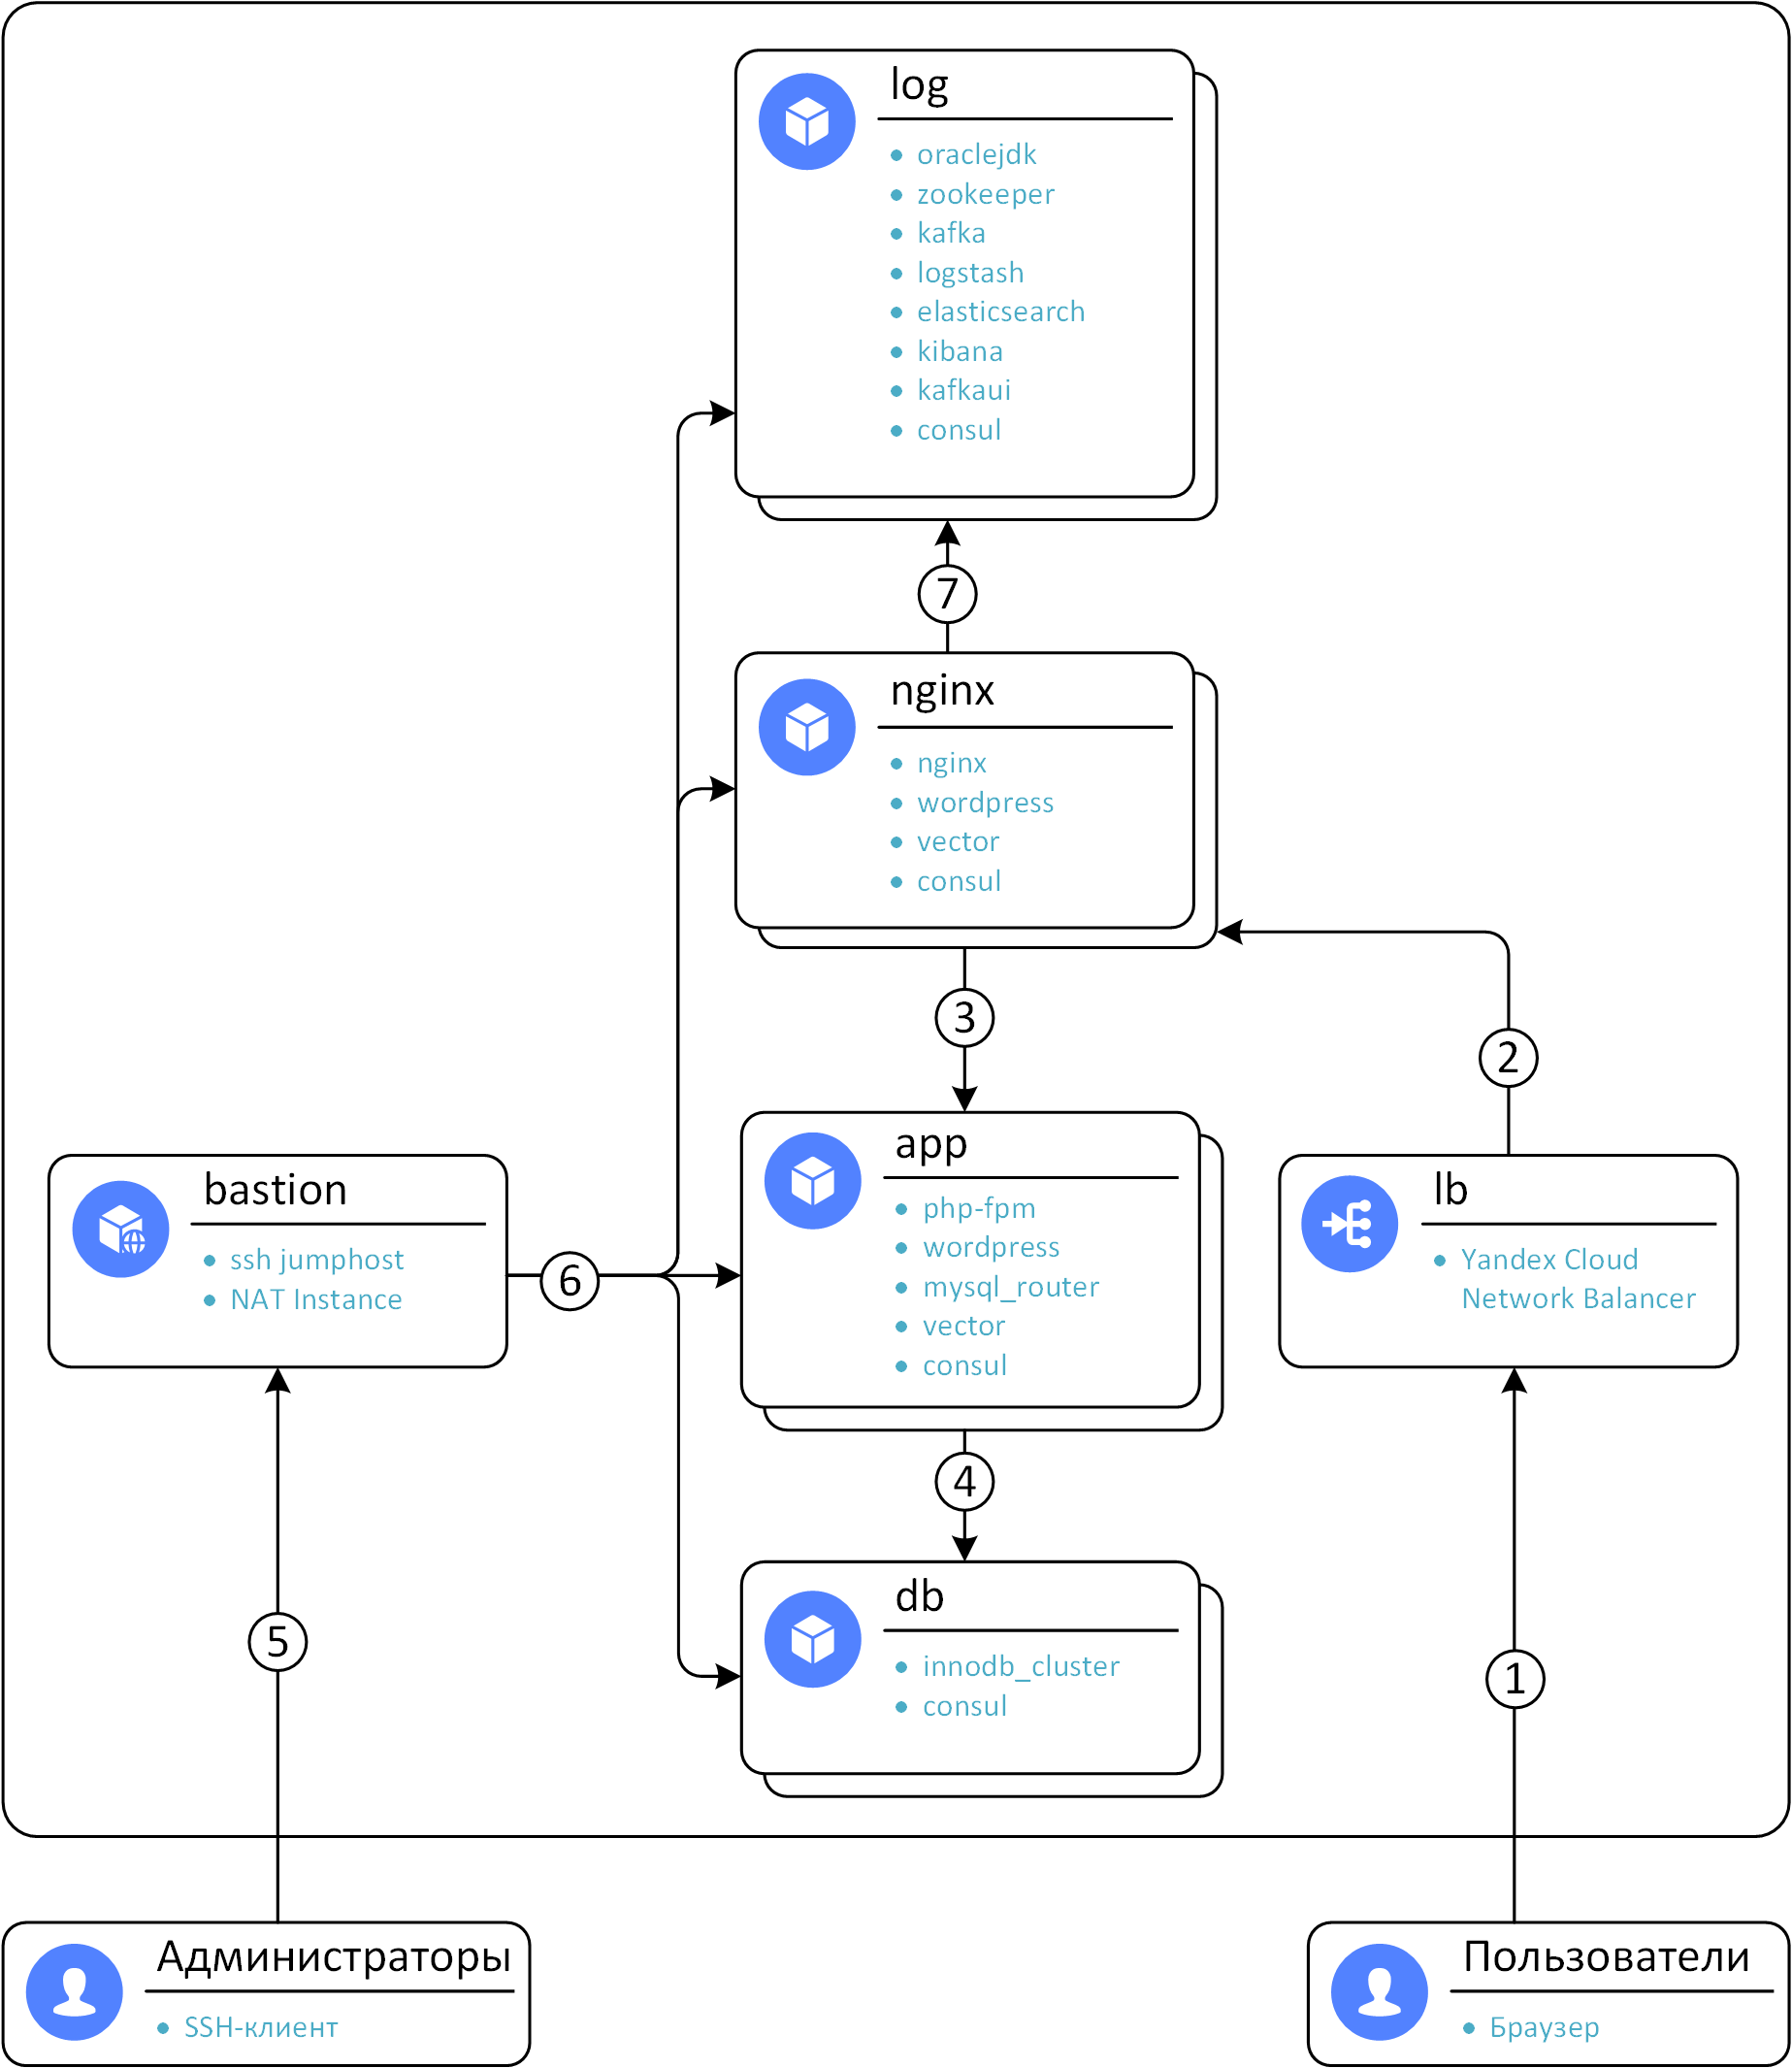 log
oraclejdk
zookeeper
kafka
logstash
elasticsearch
kibana
kafkaui
consul
7
nginx
nginx
wordpress
vector
consul
3
2
app
php-fpm
wordpress
mysql_router
vector
consul
bastion
ssh jumphost
NAT Instance
6
lb
Yandex Cloud
Network Balancer
4
db
innodb_cluster
consul
5
1
Администраторы
SSH-клиент
Пользователи
Браузер